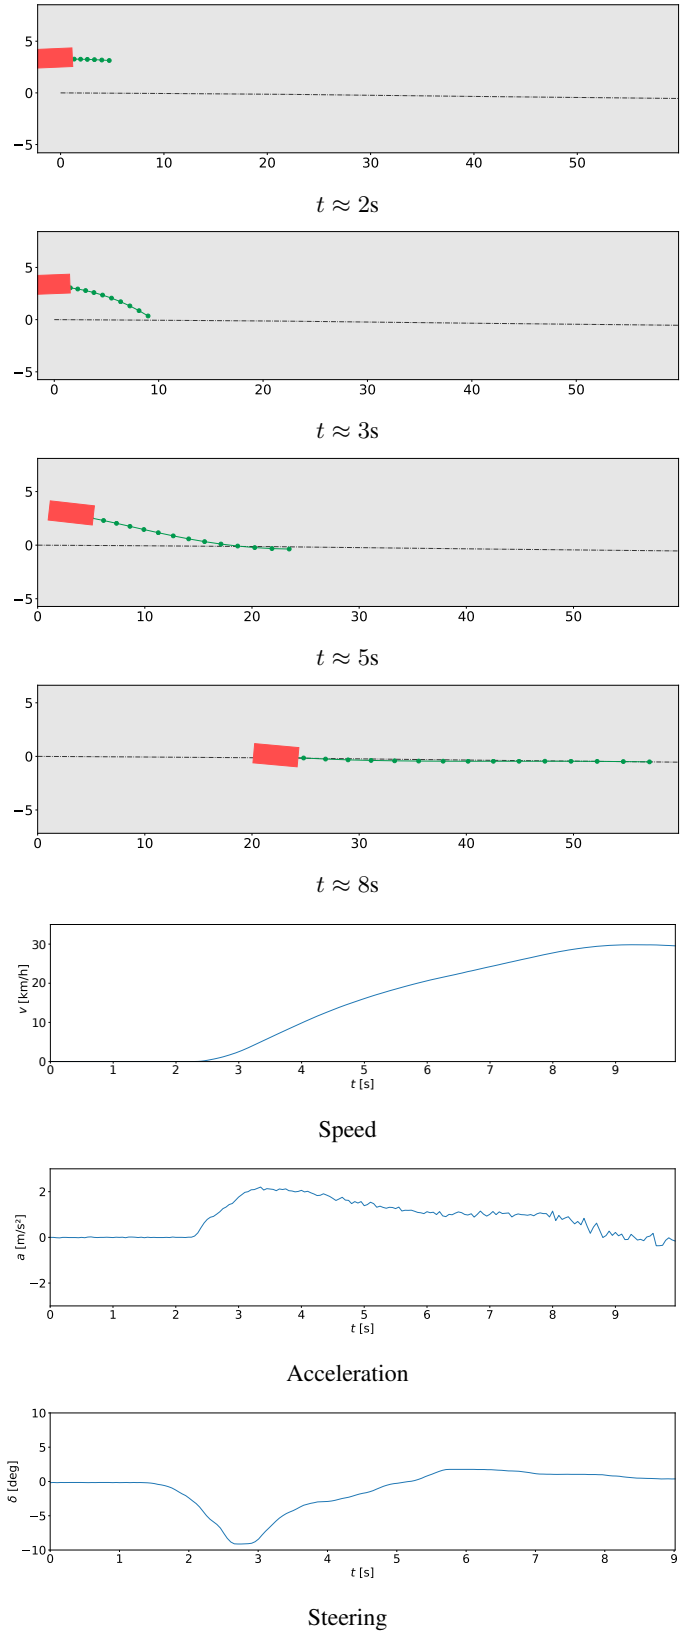 5
0
−5
0 10 20 30 40 50
t ≈ 2s
5
0
−5
0 10 20 30 40 50
t ≈ 3s
5
0
−5
0 10 20 30 40 50
t ≈ 5s
5
0
−5
0 10 20 30 40 50
t ≈ 8s
30
20
10
0
v [km/h]
0 1 2 3 4 5 6 7 8 9
t [s]
Speed
2
0
−2
a [m/s²]
0 1 2 3 4 5 6 7 8 9
t [s]
Acceleration
10
5
0
−5
−10
δ [deg]
0 1 2 3 4 5 6 7 8 9
t [s]
Steering